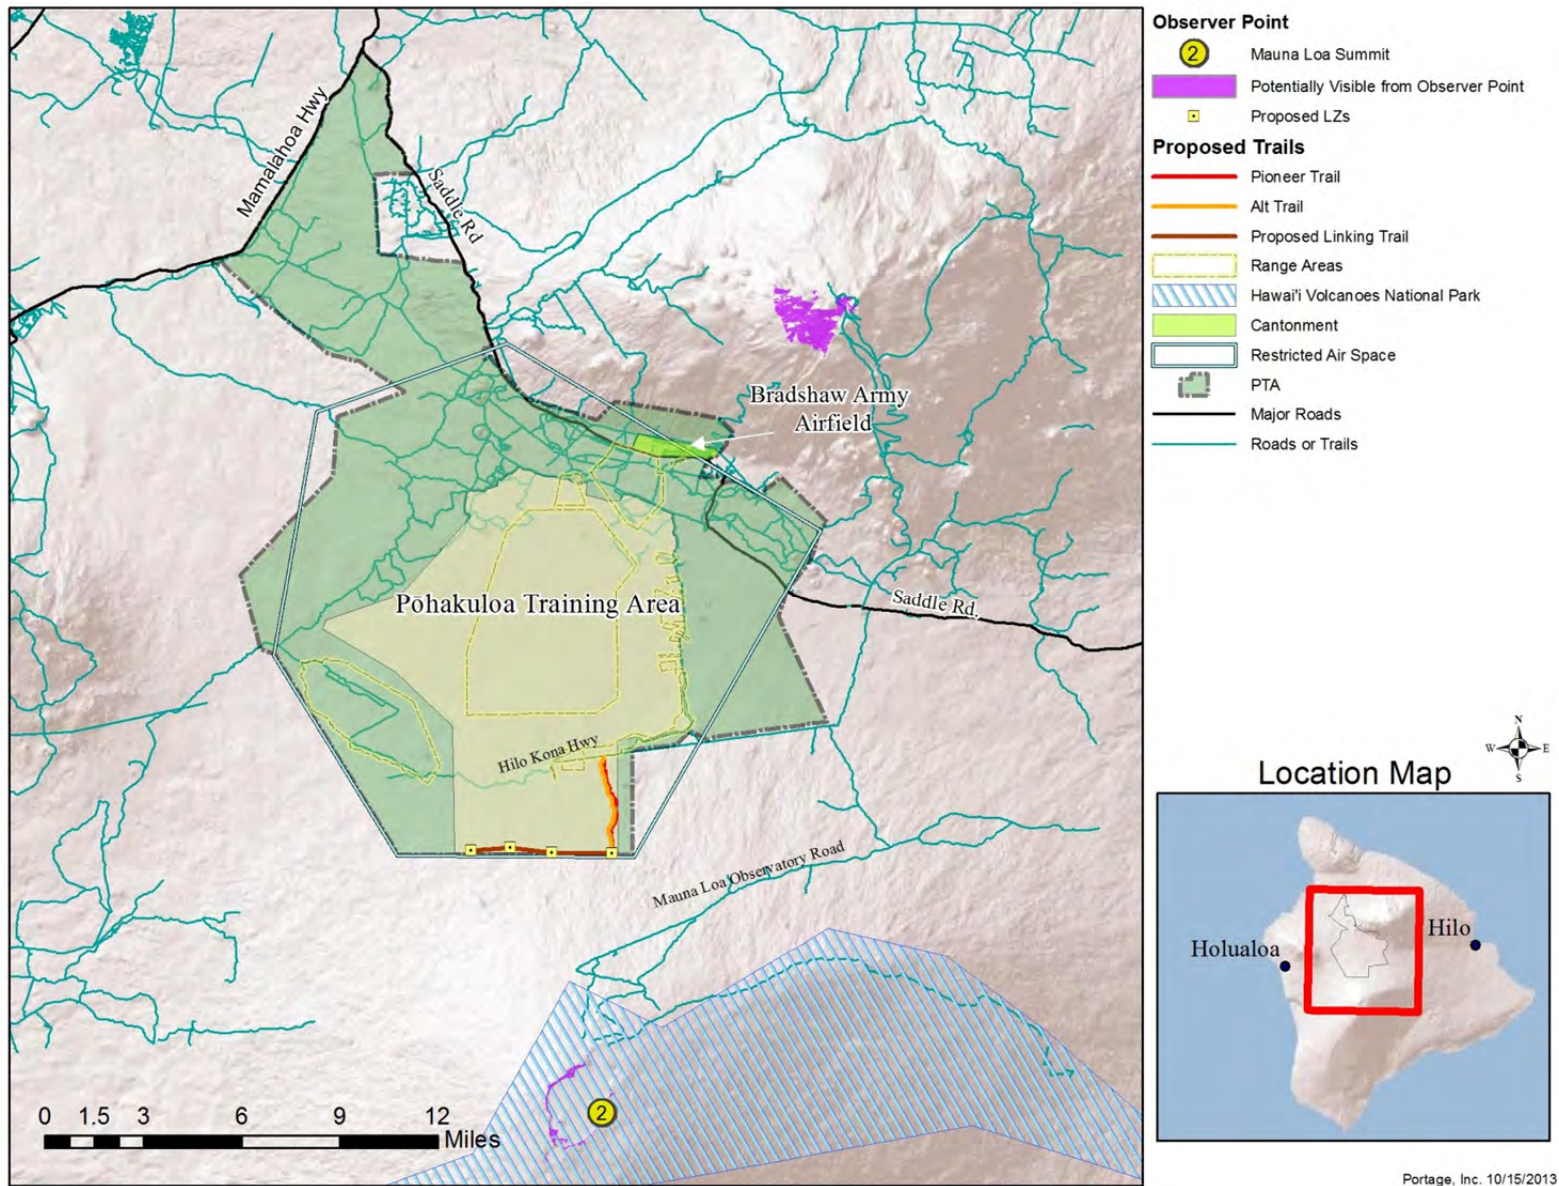 Mamalahoa Hwy
Saddle Rd
Bradshaw Army
Airfield
Pohakuloa Training Area
Saddle Rd.
Hilo Kona Hwy
Mauna Loa Observatory Road
2
0 1.5 3 6 9 12
Miles
Observer Point
2 Mauna Loa Summit
Potentially Visible from Observer Point
Proposed LZs
Proposed Trails
Pioneer Trail
Alt Trail
Proposed Linking Trail
Range Areas
Hawai'i Volcanoes National Park
Cantonment
Restricted Air Space
PTA
Major Roads
Roads or Trails
N
W E
S
Location Map
Hilo
Holualoa
Portage, Inc. 10/15/2013